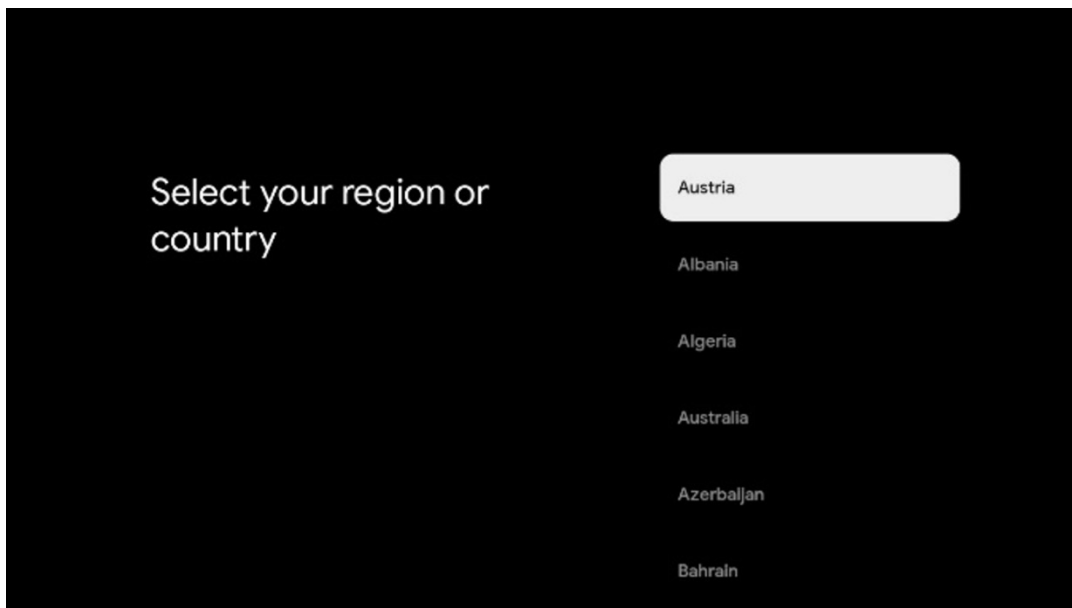 Select your region or
country
Austria
Albania
Algeria
Australia
Azerbaijan
Bahrain